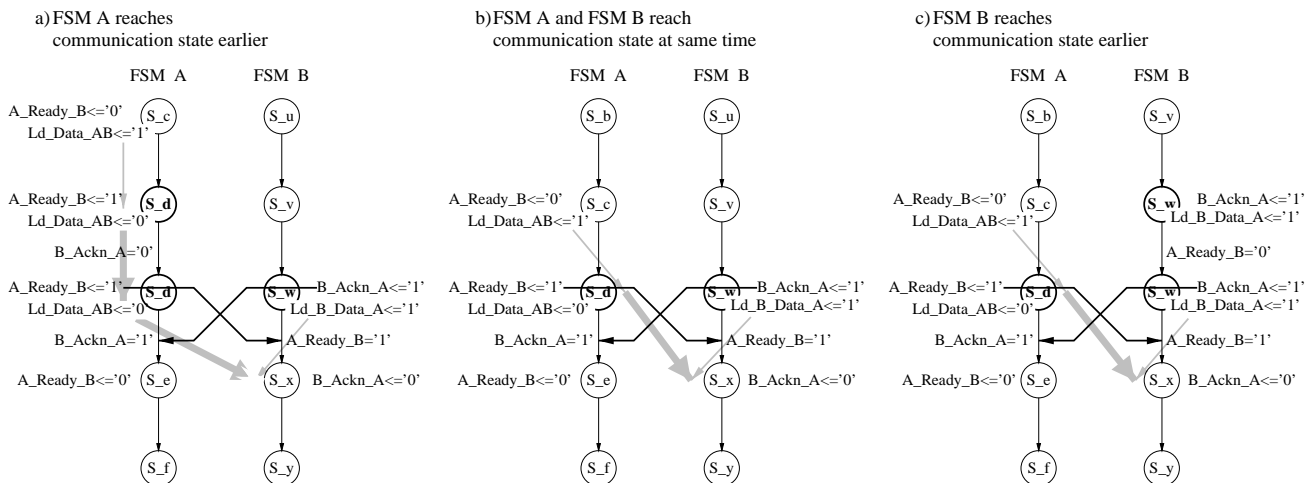 a) FSM A reaches
communication state earlier
FSM A
FSM B
A_Ready_B<='0'
Ld_Data_AB<='1'
S_c
S_u
A_Ready_B<='1'
Ld_Data_AB<='0'
S_d
S_v
B_Ackn_A='0'
A_Ready_B<='1'
Ld_Data_AB<='0'
S_d
S_w
B_Ackn_A<='1'
Ld_B_Data_A<='1'
B_Ackn_A='1'
A_Ready_B='1'
A_Ready_B<='0'
S_e
S_x
B_Ackn_A<='0'
S_f
S_y
b) FSM A and FSM B reach
communication state at same time
FSM A
FSM B
S_b
S_u
A_Ready_B<='0'
Ld_Data_AB<='1'
S_c
S_v
A_Ready_B<='1'
Ld_Data_AB<='0'
S_d
S_w
B_Ackn_A<='1'
Ld_B_Data_A<='1'
B_Ackn_A='1'
A_Ready_B='1'
A_Ready_B<='0'
S_e
S_x
B_Ackn_A<='0'
S_f
S_y
c) FSM B reaches
communication state earlier
FSM A
FSM B
S_b
S_v
A_Ready_B<='0'
Ld_Data_AB<='1'
S_c
S_w
B_Ackn_A<='1'
Ld_B_Data_A<='1'
A_Ready_B='0'
A_Ready_B<='1'
Ld_Data_AB<='0'
S_d
S_w
B_Ackn_A<='1'
Ld_B_Data_A<='1'
B_Ackn_A='1'
A_Ready_B='1'
A_Ready_B<='0'
S_e
S_x
B_Ackn_A<='0'
S_f
S_y